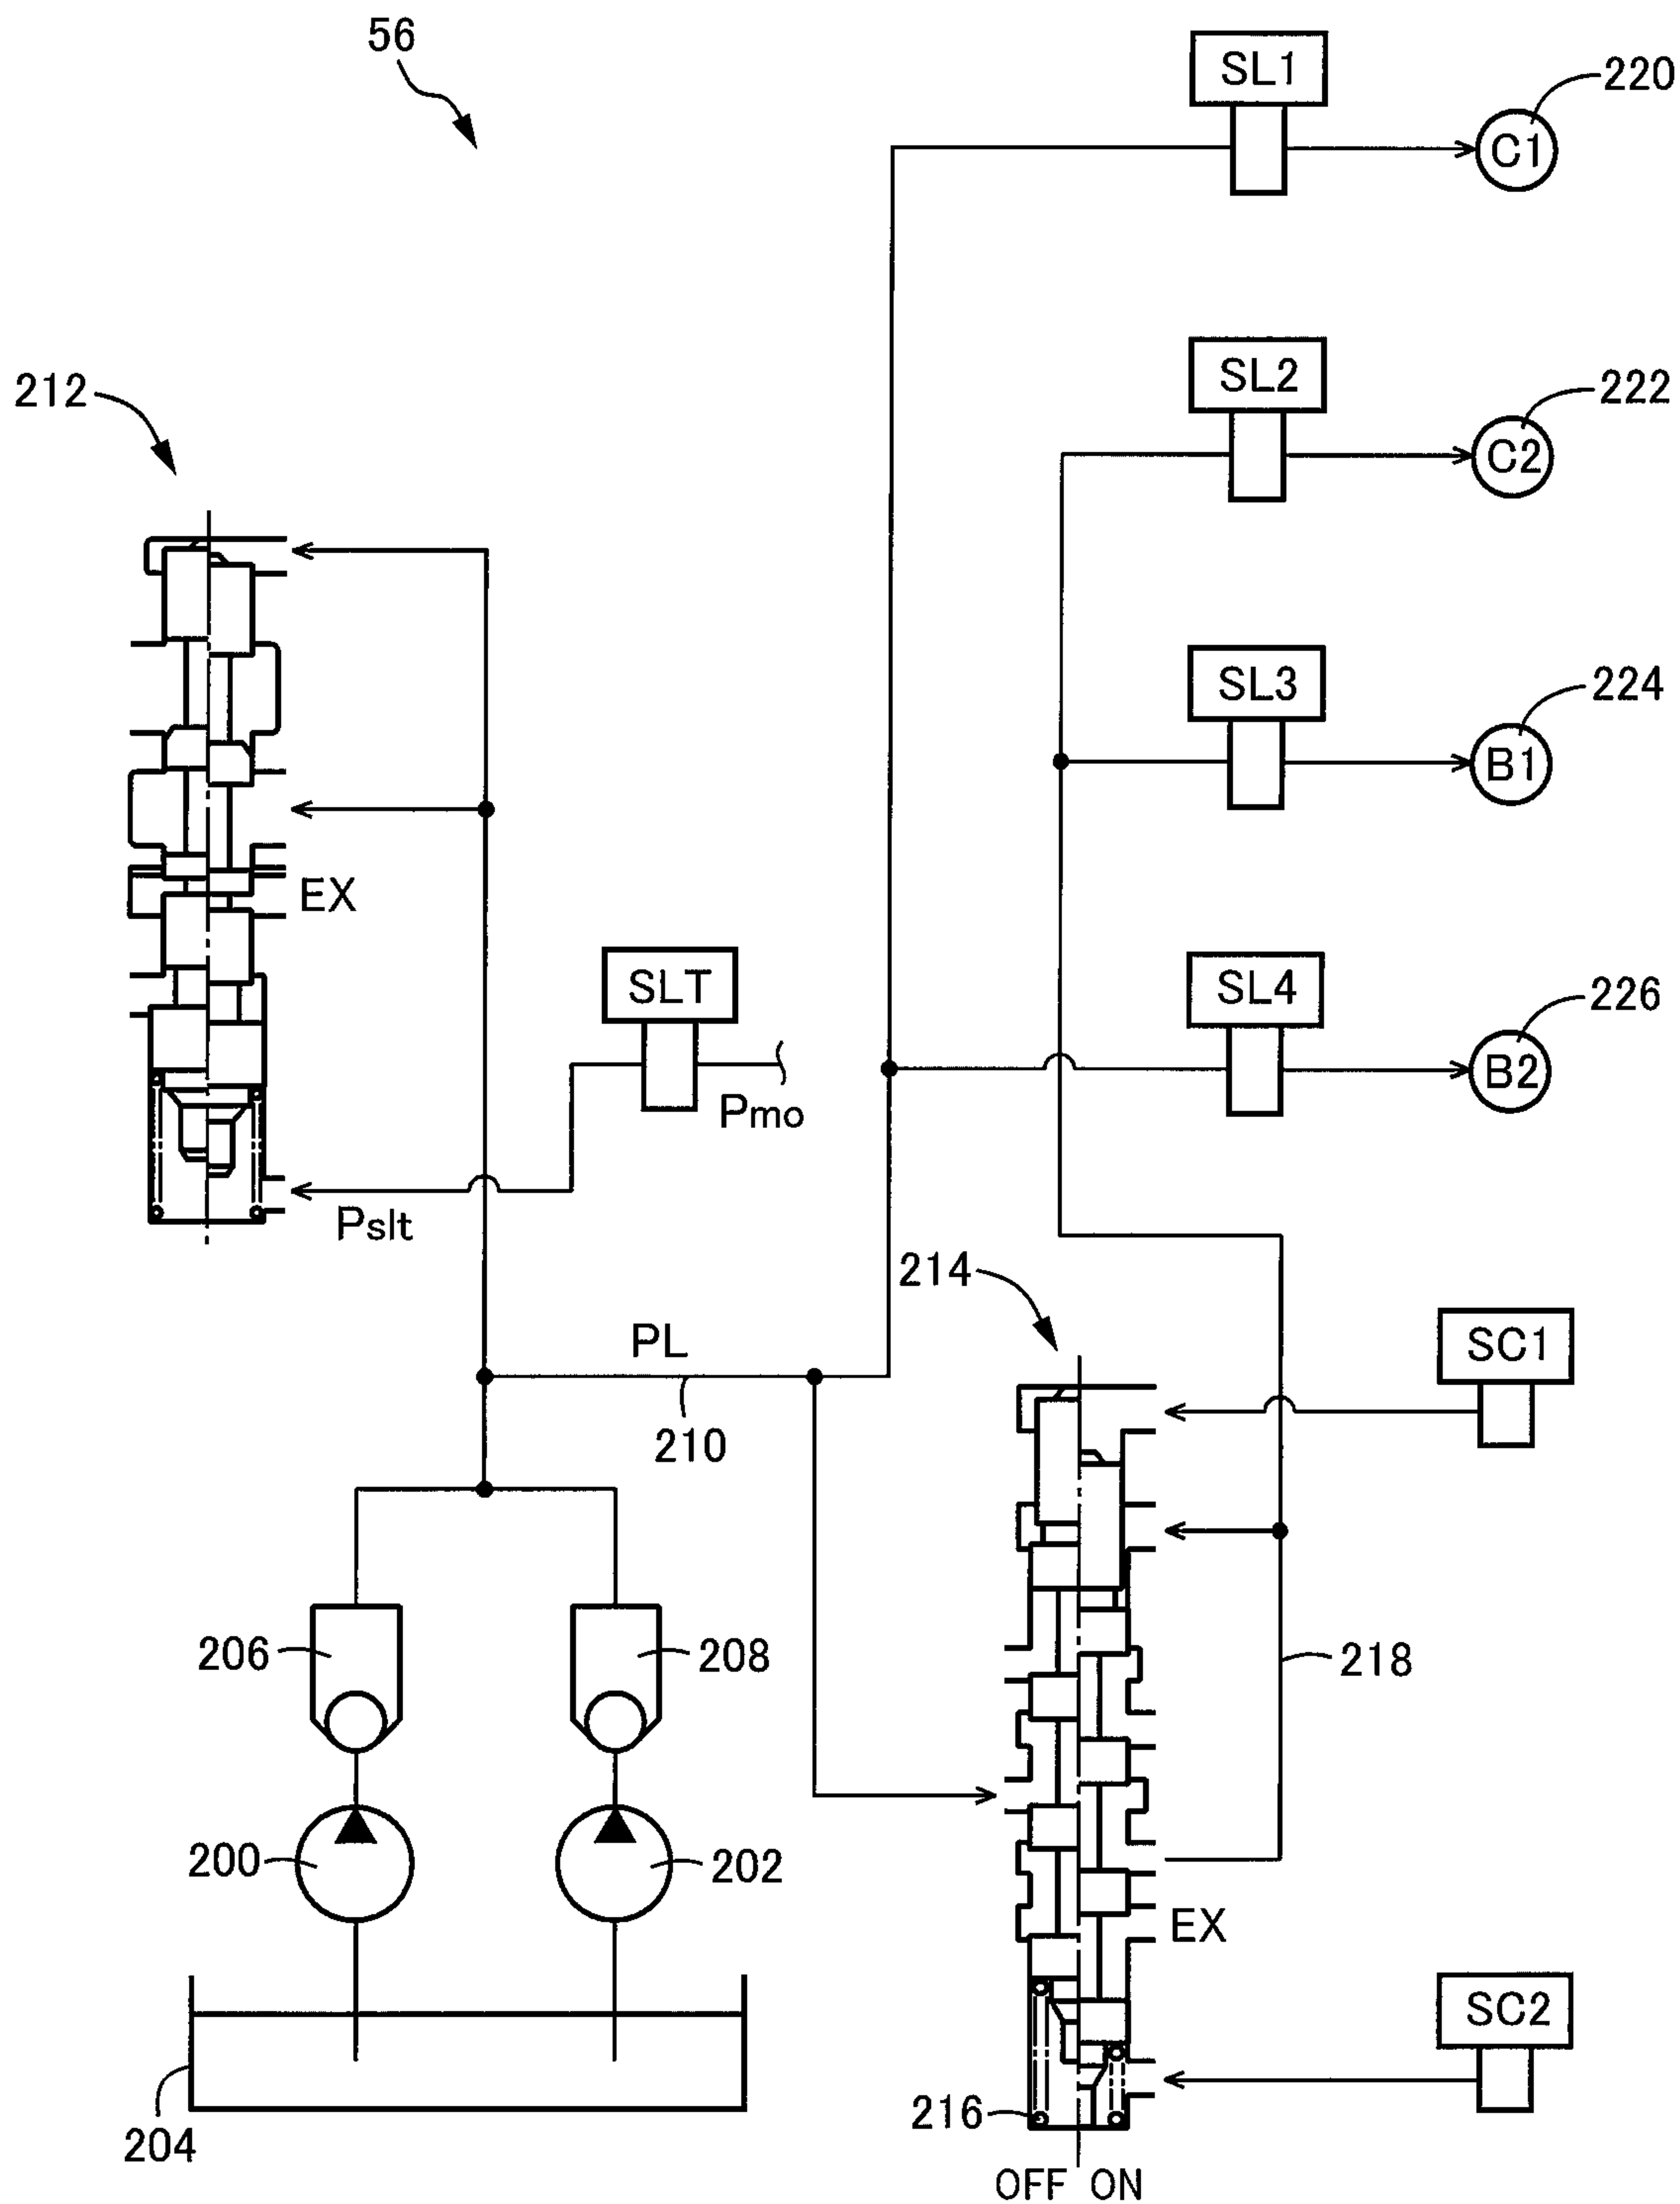 56
SL1
220
C1
212
SL2
222
C2
SL3
224
B1
EX
SLT
SL4
226
B2
Pmo
Pslt
214
PL
SC1
210
206
208
218
200
202
EX
SC2
204
216
OFF ON